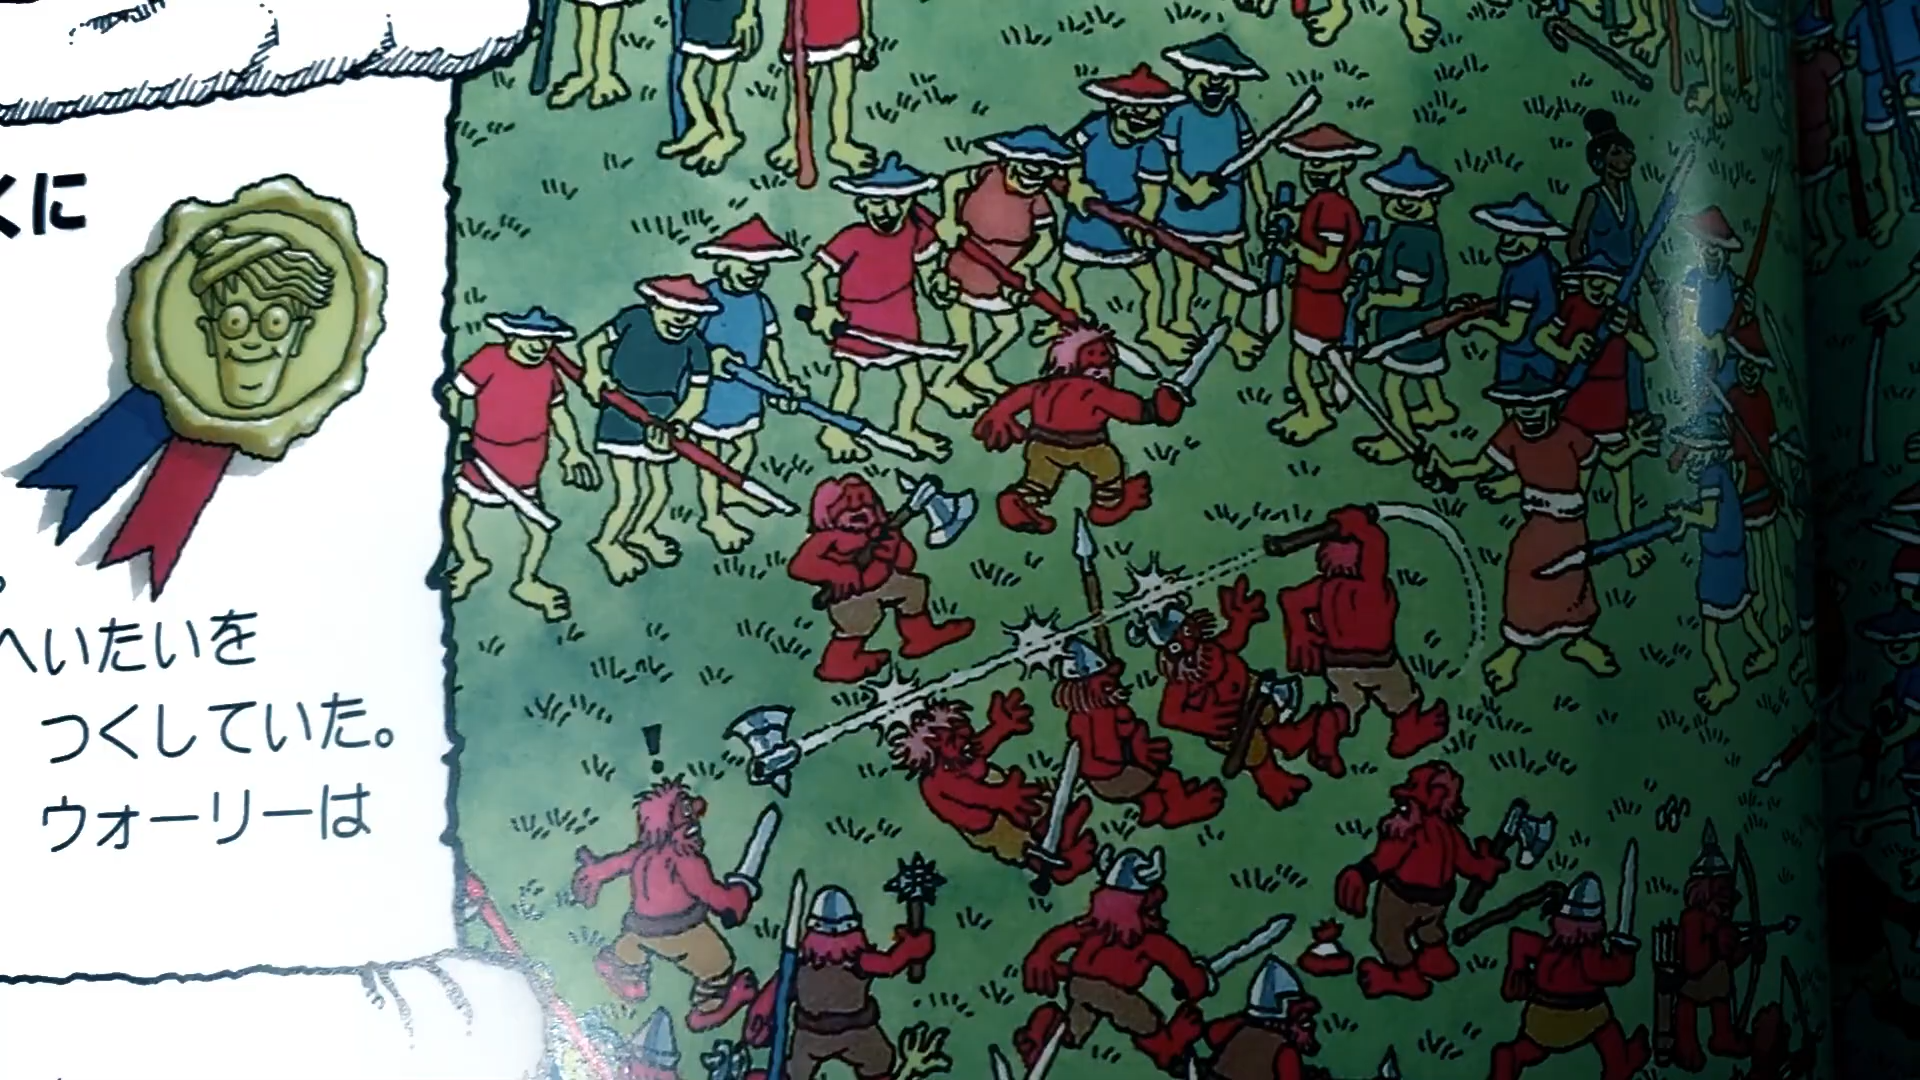 くに
へいたいを
つくしていた。
ウォーリーは
!